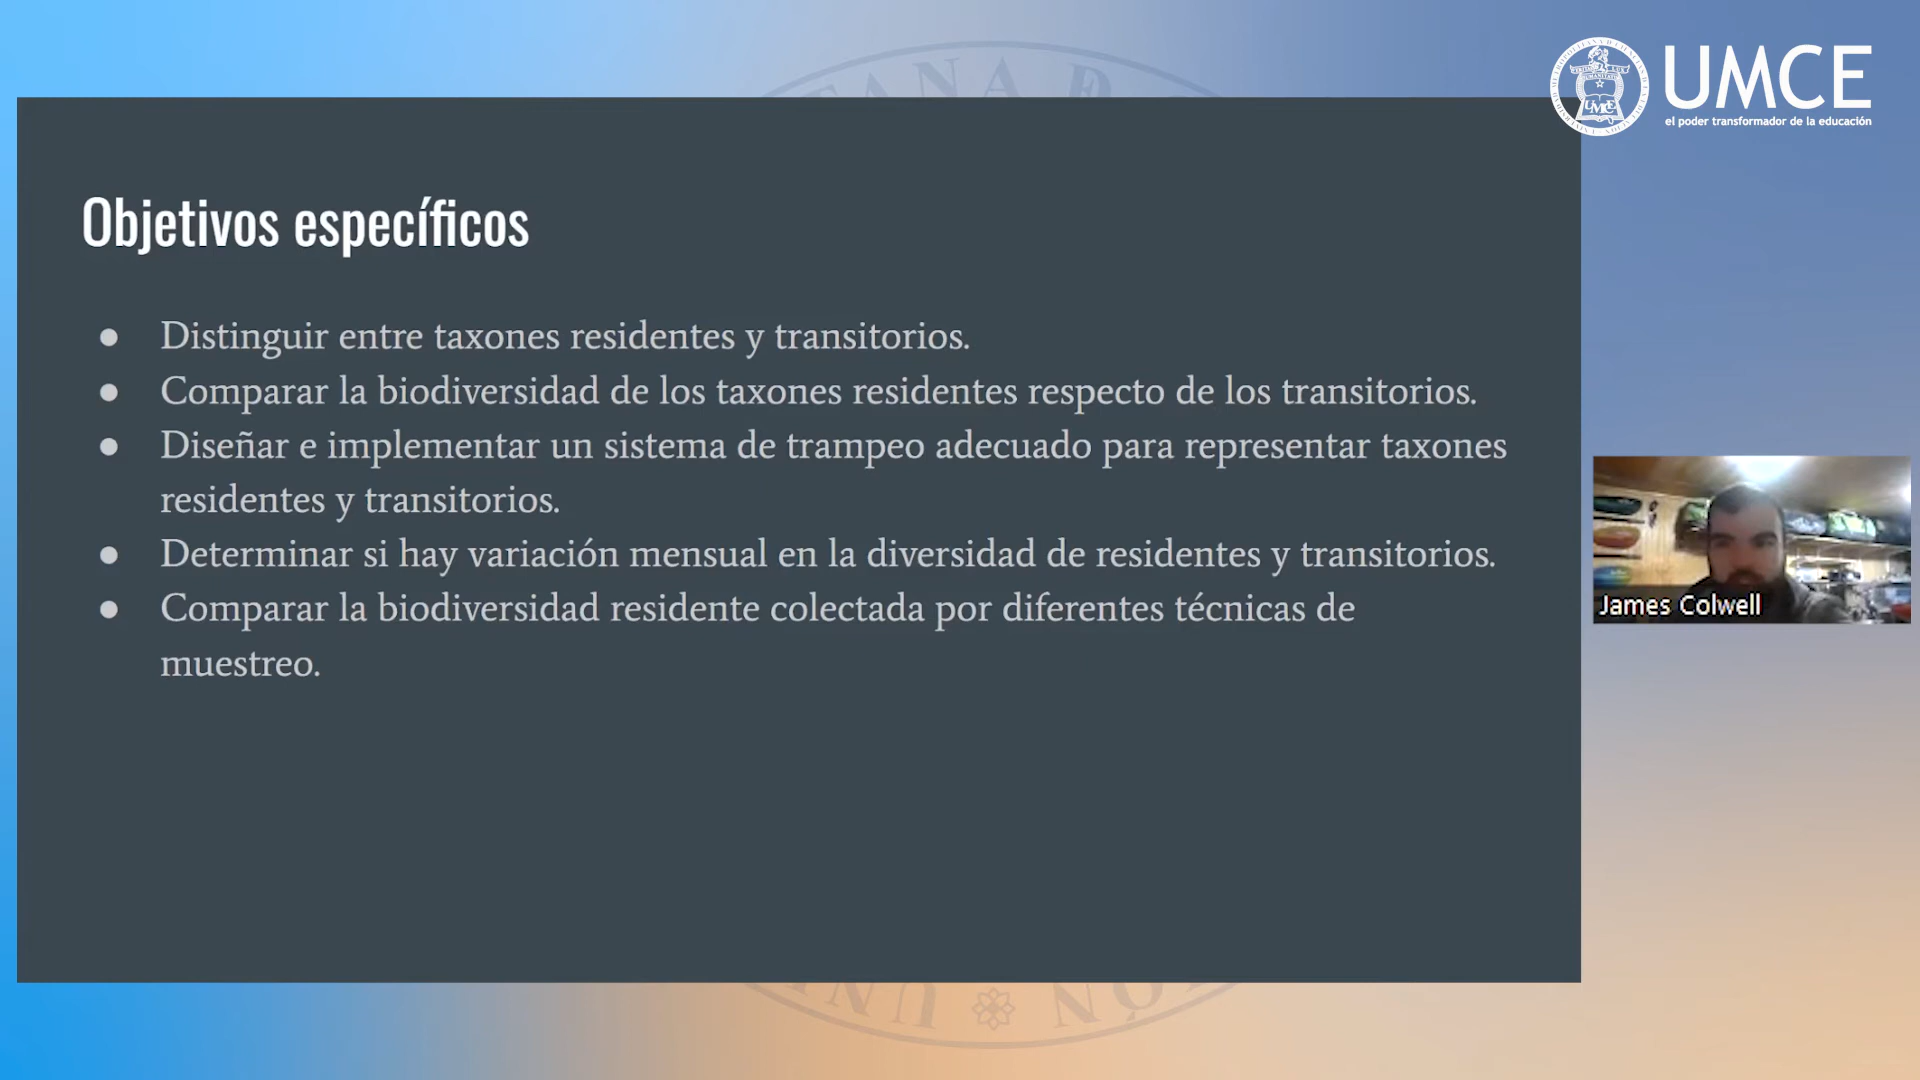 UMCE
el poder transformador de la educación
Objetivos específicos
● Distinguir entre taxones residentes y transitorios.
● Comparar la biodiversidad de los taxones residentes respecto de los transitorios.
● Diseñar e implementar un sistema de trampeo adecuado para representar taxones
residentes y transitorios.
● Determinar si hay variación mensual en la diversidad de residentes y transitorios.
● Comparar la biodiversidad residente colectada por diferentes técnicas de
muestreo.
James Colwell